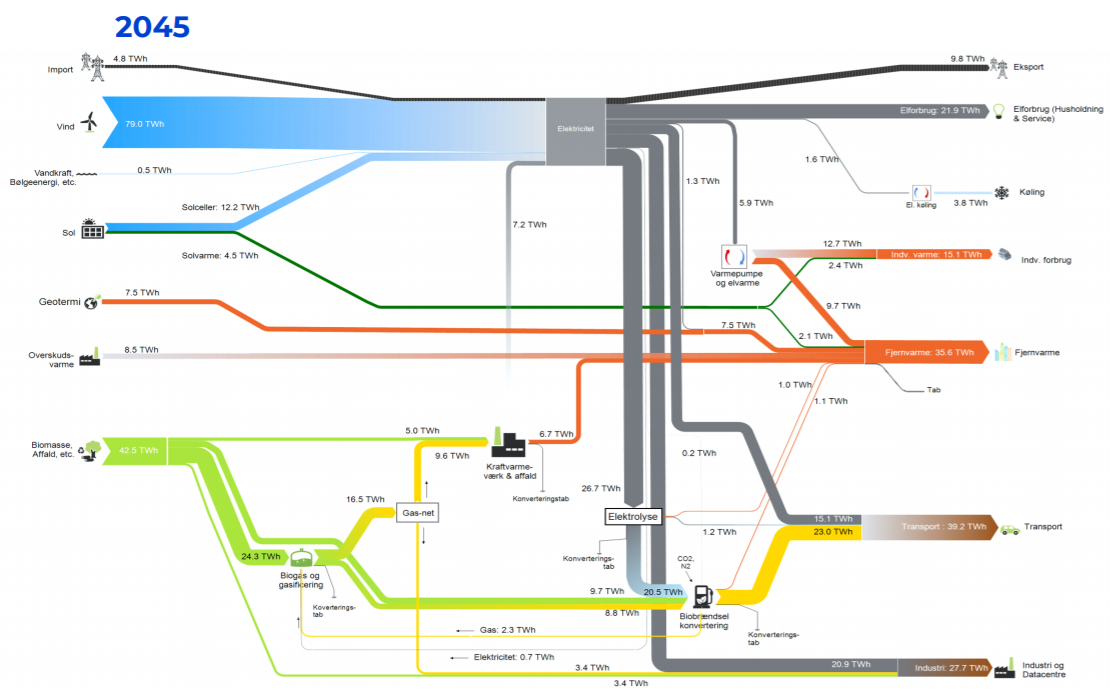 2045
4.8 TWh
Import
9.8 TWh
Eksport
79.0 TWh
Vind
Elektricitet
Elforbrug: 21.9 TWh
Elforbrug (Husholdning
& Service)
Vandkraft,
Bølgeenergi, etc.
0.5 TWh
1.6 TWh
1.3 TWh
5.9 TWh
El. køling
3.8 TWh
Køling
Solceller: 12.2 TWh
Sol
7.2 TWh
Solvarme: 4.5 TWh
12.7 TWh
Indv. varme: 15.1 TWh
Indv. forbrug
2.4 TWh
Varmepumpe
og elvarme
7.5 TWh
Geotermi
9.7 TWh
7.5 TWh
2.1 TWh
Overskuds-
varme
8.5 TWh
Fjernvarme: 35.6 TWh
Fjernvarme
1.0 TWh
1.1 TWh
Tab
Biomasse,
Affald, etc.
42.5 TWh
5.0 TWh
9.6 TWh
6.7 TWh
Kraftvarme-
værk & affald
Konverteringstab
0.2 TWh
26.7 TWh
16.5 TWh
Gas-net
Elektrolyse
1.2 TWh
15.1 TWh
23.0 TWh
Transport : 39.2 TWh
Transport
24.3 TWh
Biogas og
gasificering
Koverterings-
tab
Konverterings-
tab
CO2,
N2
9.7 TWh
20.5 TWh
8.8 TWh
Biobrændsel
konvertering
Konverterings-
tab
Gas: 2.3 TWh
Elektricitet: 0.7 TWh
3.4 TWh
3.4 TWh
20.9 TWh
Industri: 27.7 TWh
Industri og
Datacentre